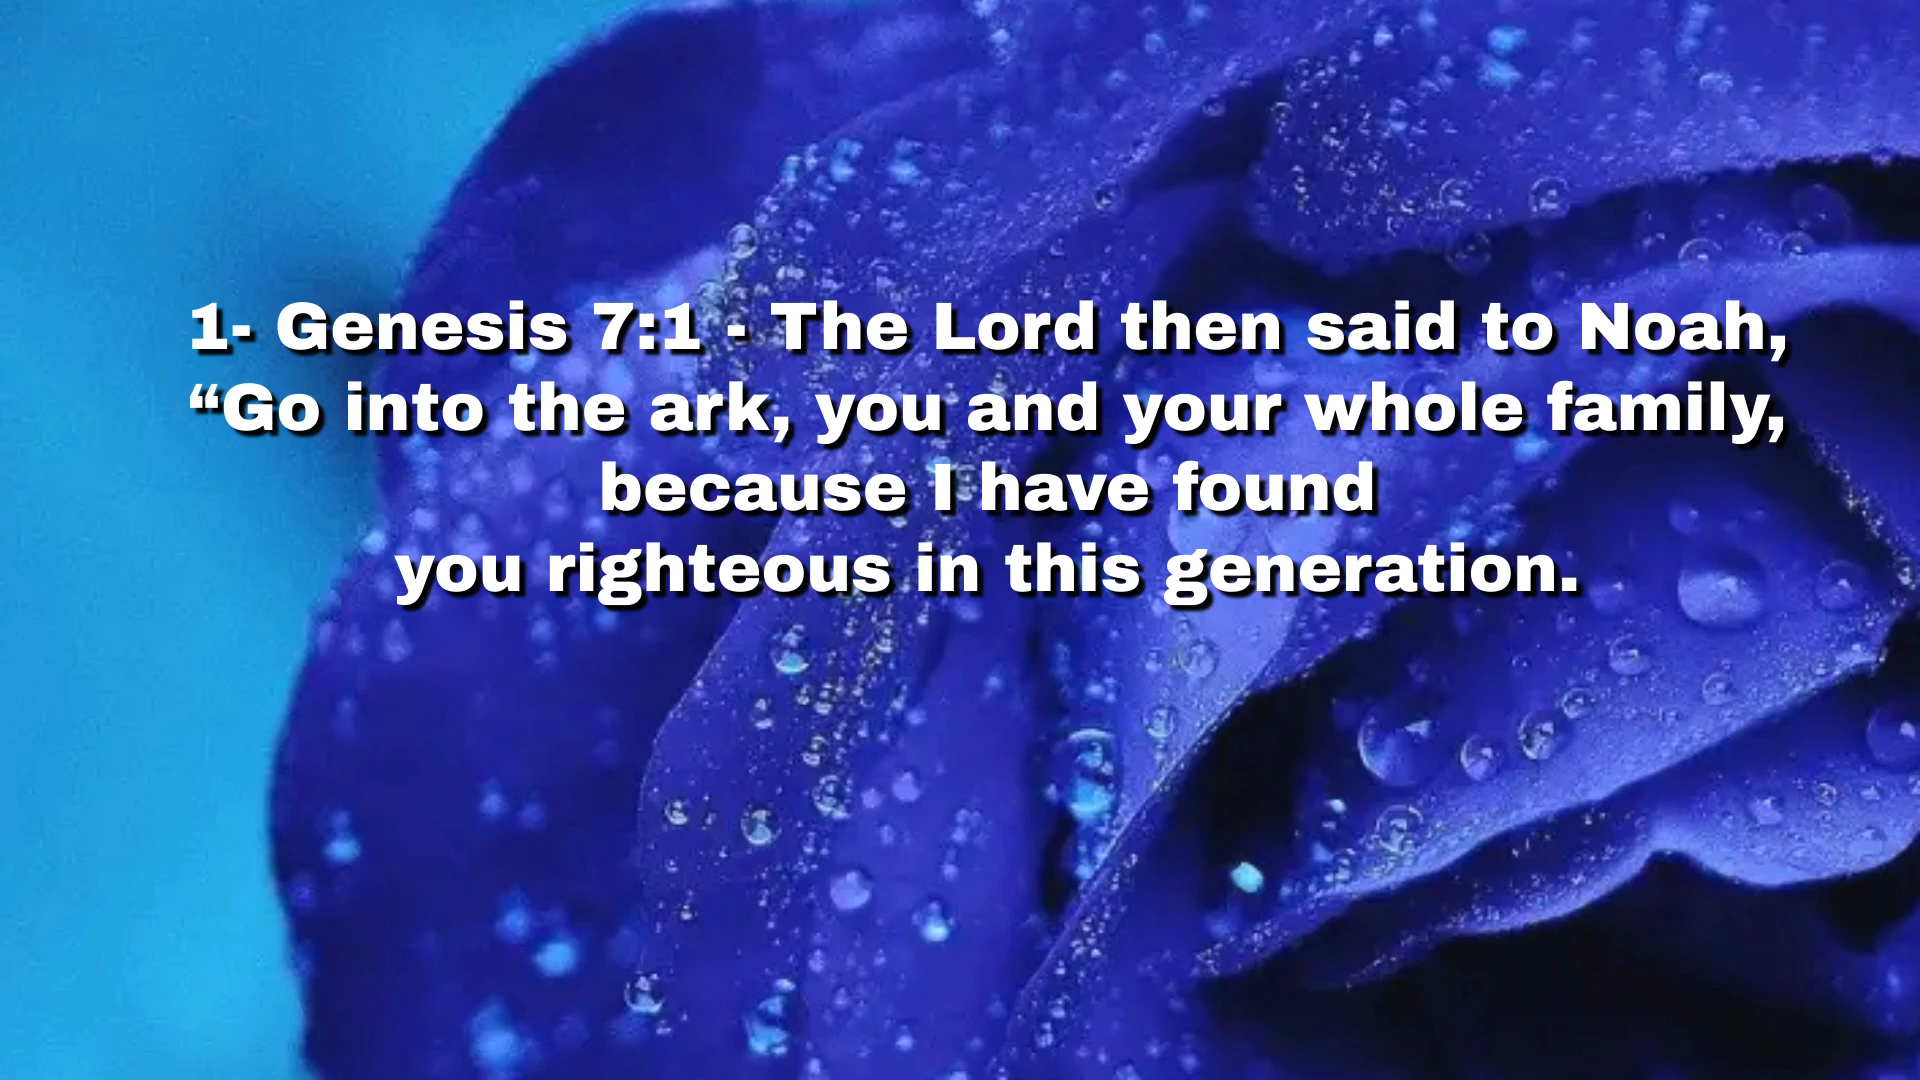 1- Genesis 7:1 - The Lord then said to Noah,
“Go into the ark, you and your whole family,
because I have found
you righteous in this generation.